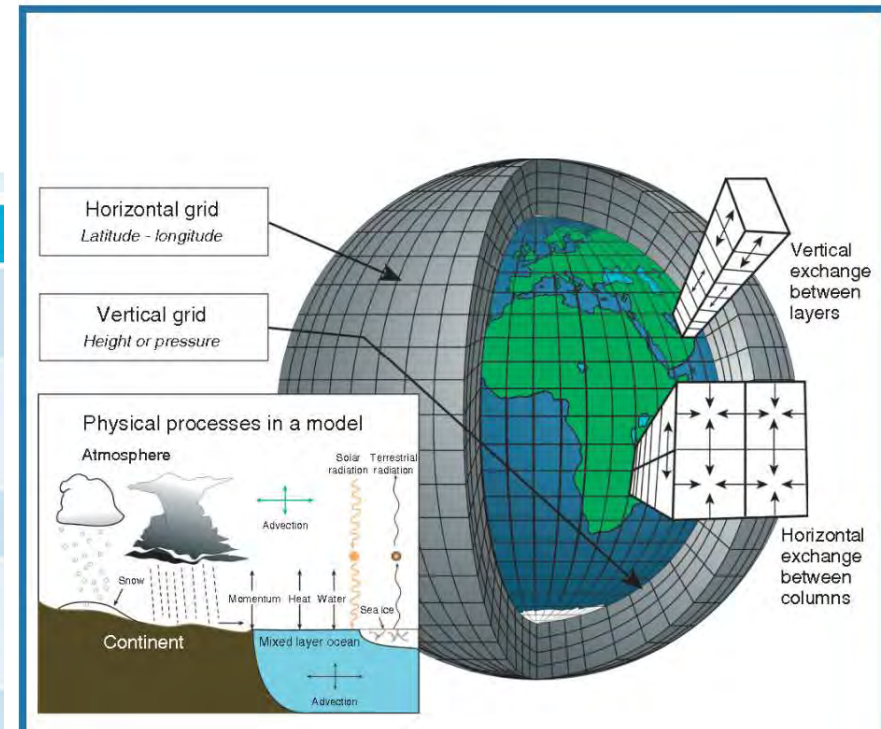 Horizontal grid
Latitude - longitude
Vertical grid
Height or pressure
Vertical
exchange
between
layers
Physical processes in a model
Atmosphere
Solar
radiation
Terrestrial
radiation
Advection
Snow
Momentum
Heat
Water
Sea ice
Continent
Mixed layer ocean
Advection
Horizontal
exchange
between
columns